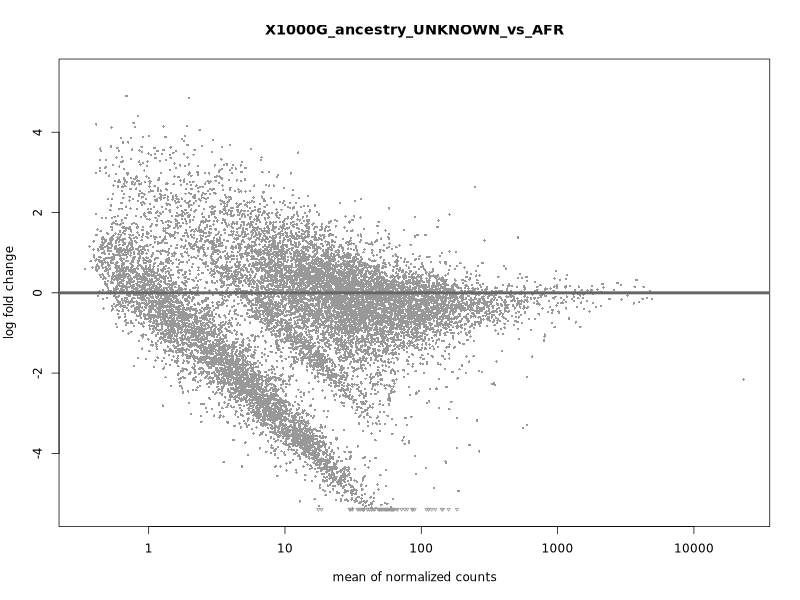 X1000G_ancestry_UNKNOWN_vs_AFR
4
2
0
-2
-4
log fold change
1 10 100 1000 10000
mean of normalized counts